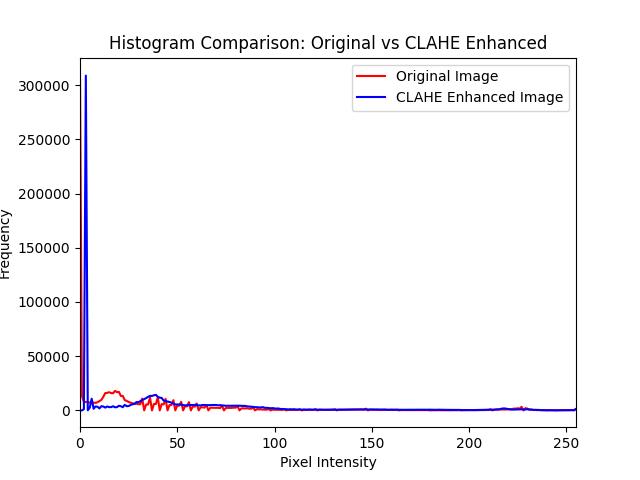 Histogram Comparison: Original vs CLAHE Enhanced
Original Image
CLAHE Enhanced Image
Frequency
300000
250000
200000
150000
100000
50000
0
0 50 100 150 200 250
Pixel Intensity